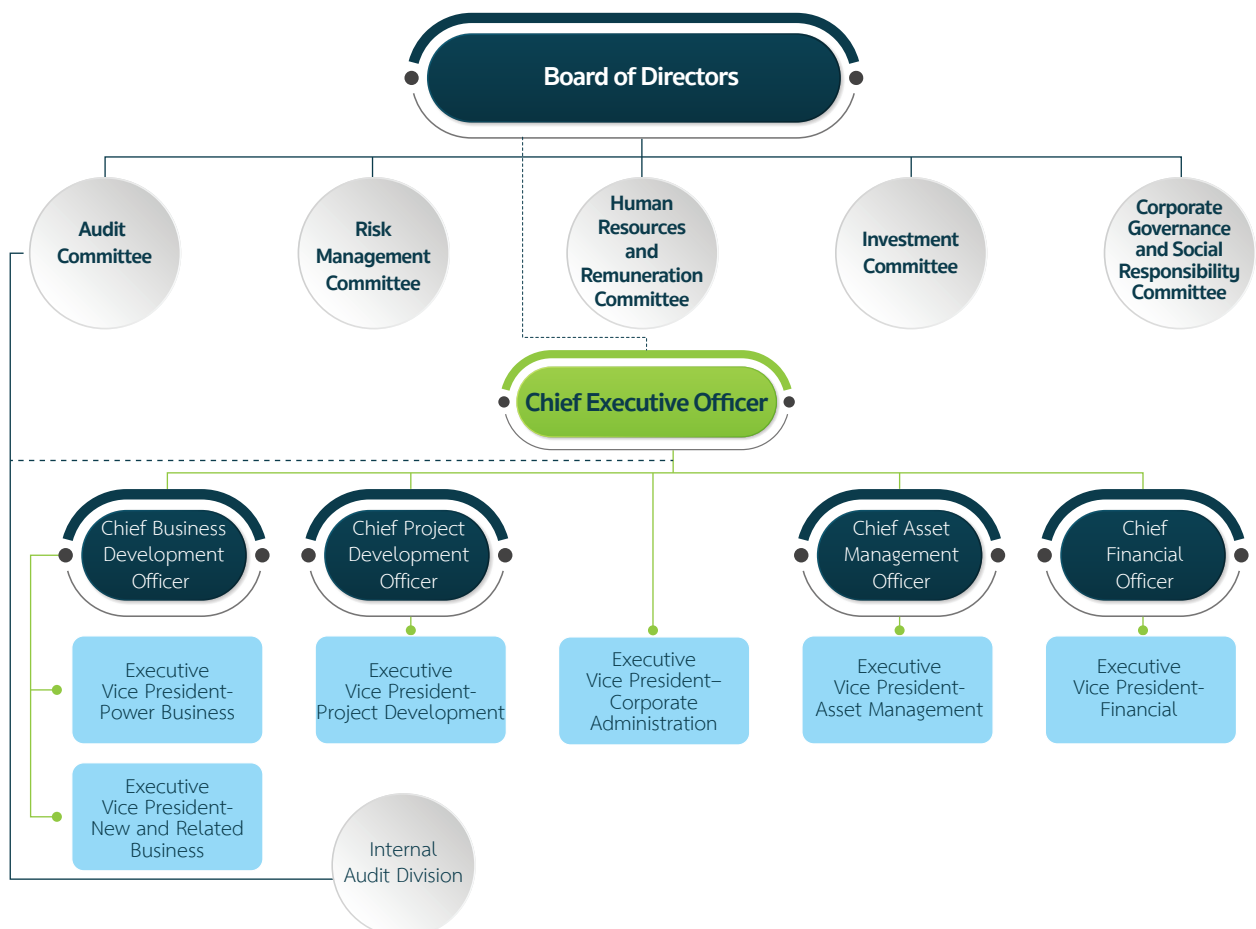 Board of Directors
Audit
Committee
Risk
Management
Committee
Human
Resources
and
Remuneration
Committee
Investment
Committee
Corporate
Governance
and Social
Responsibility
Committee
Chief Executive Officer
Chief Business
Development
Officer
Chief Project
Development
Officer
Chief Asset
Management
Officer
Chief
Financial
Officer
Executive
Vice President-
Power Business
Executive
Vice President-
Project Development
Executive
Vice President–
Corporate
Administration
Executive
Vice President-
Asset Management
Executive
Vice President-
Financial
Executive
Vice President-
New and Related
Business
Internal
Audit Division